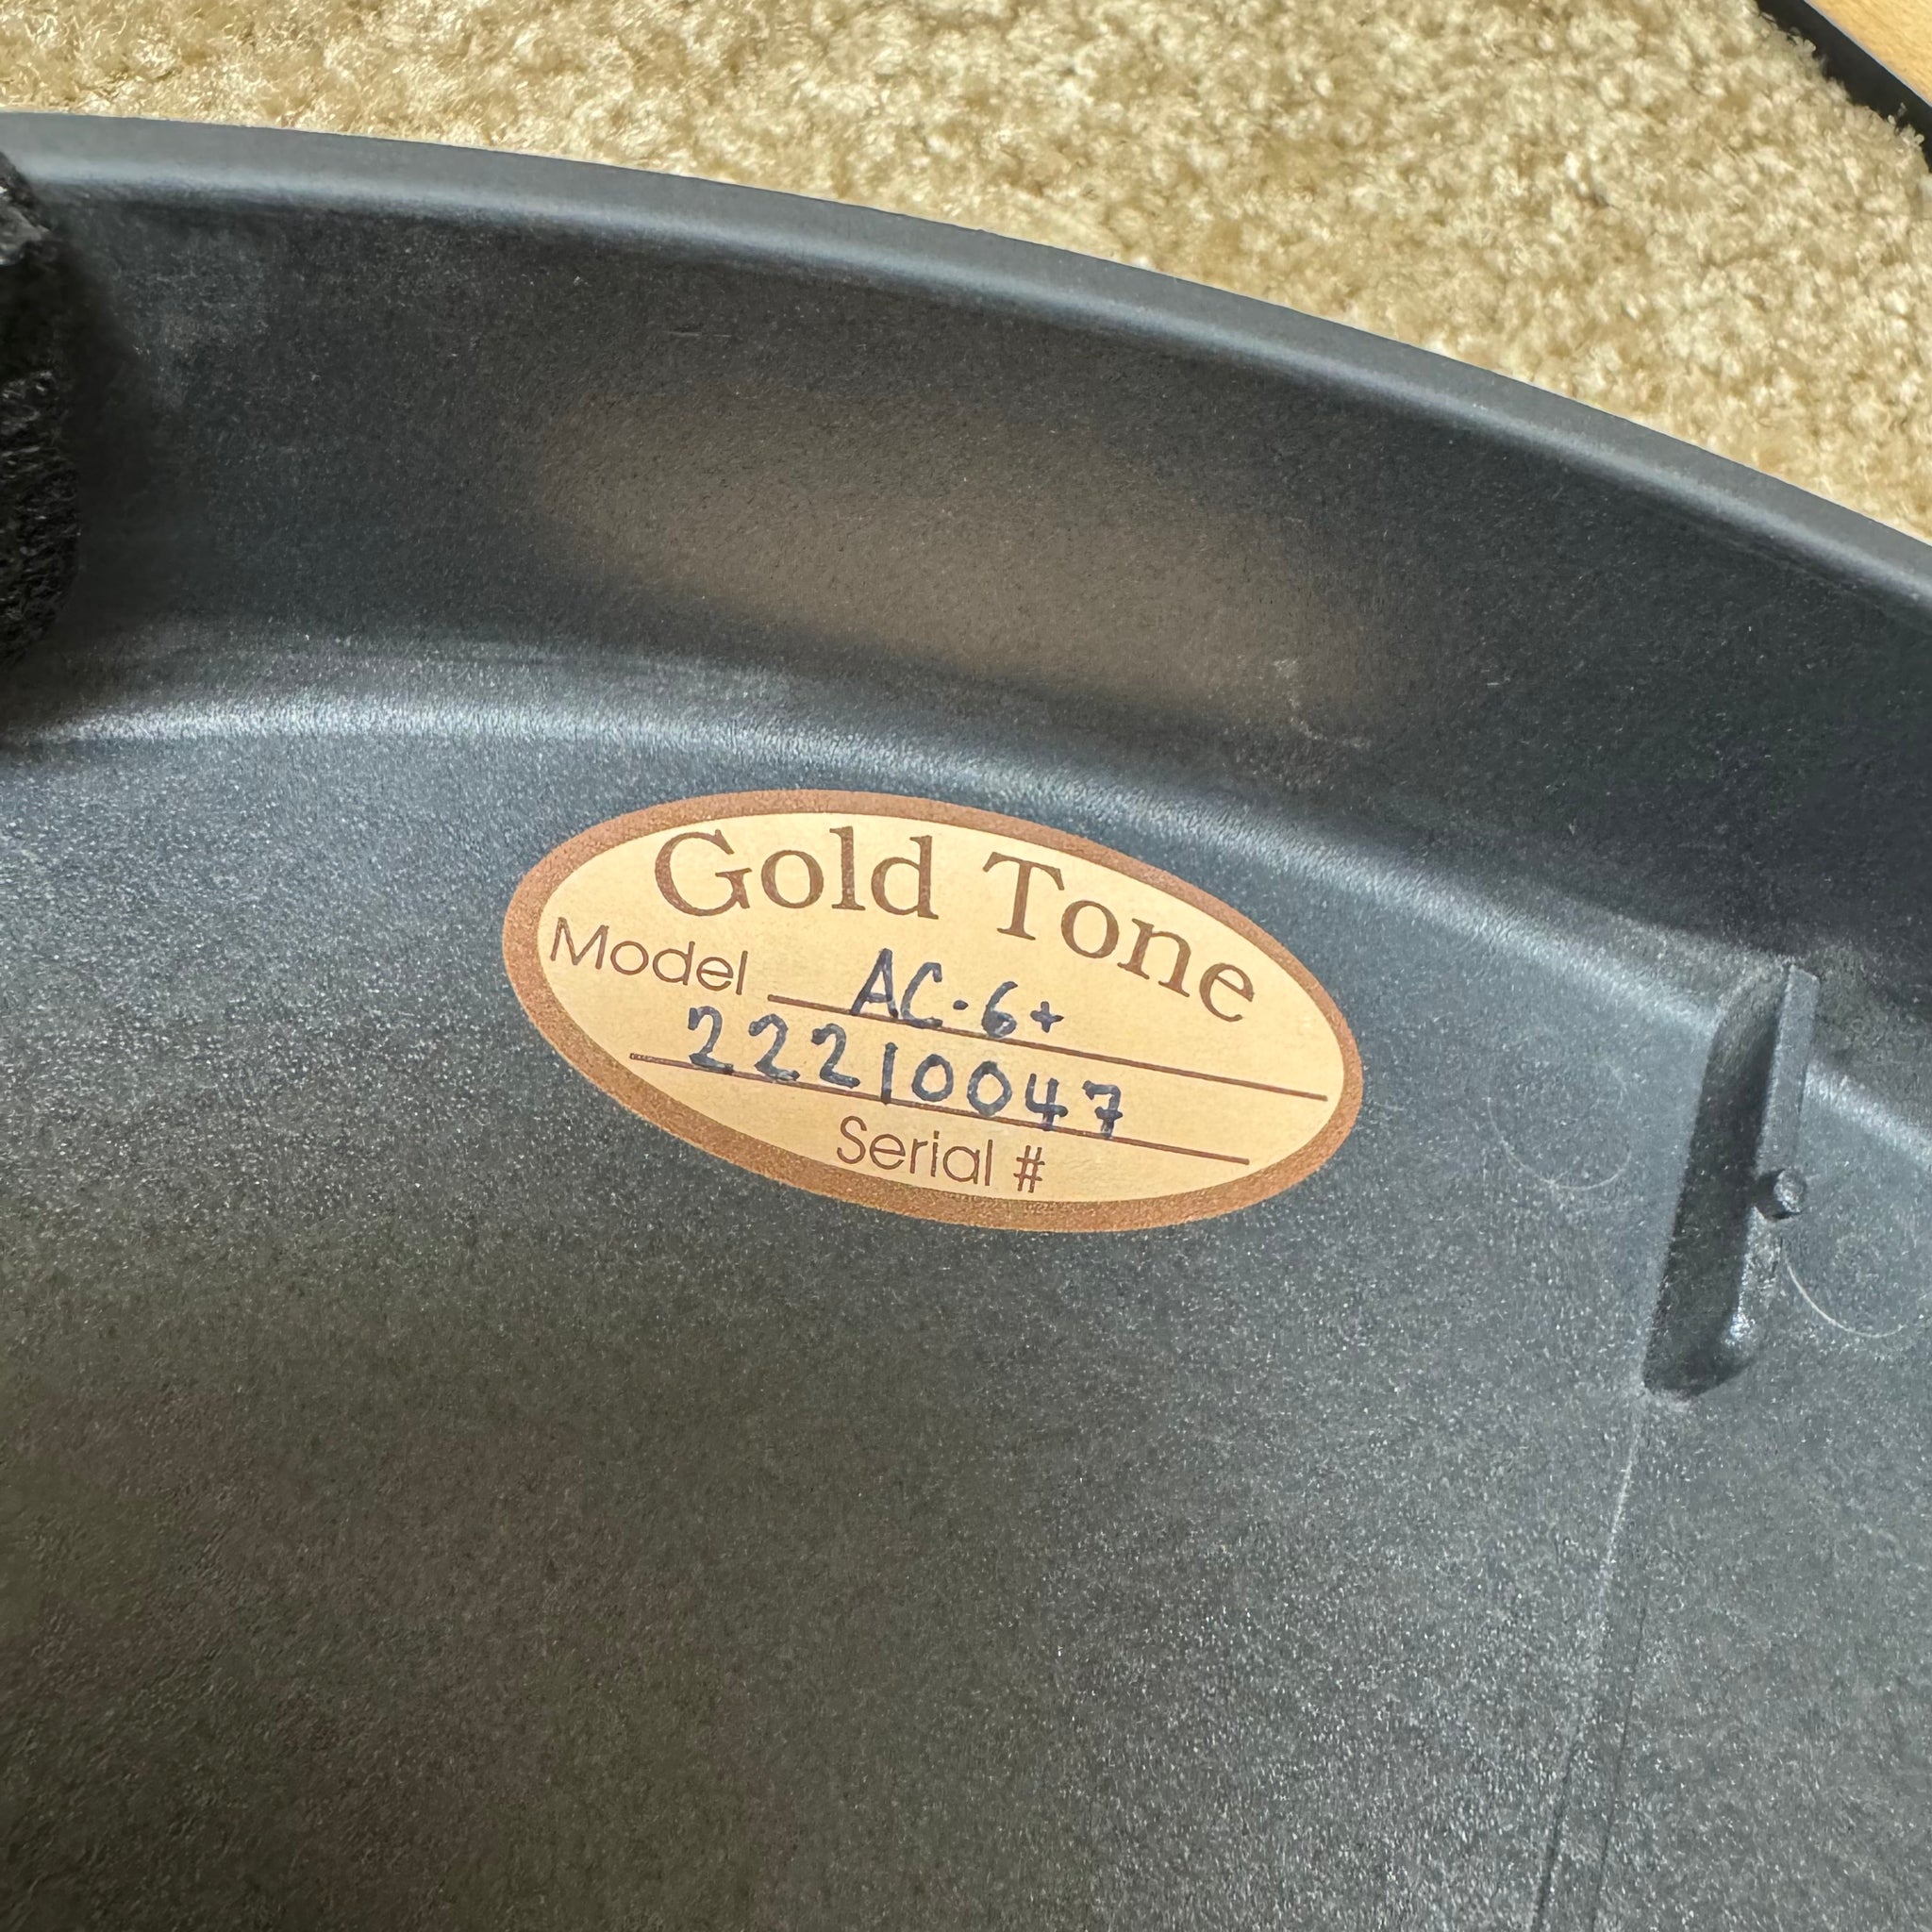 Gold Tone
Model AC-6+
22210047
Serial #